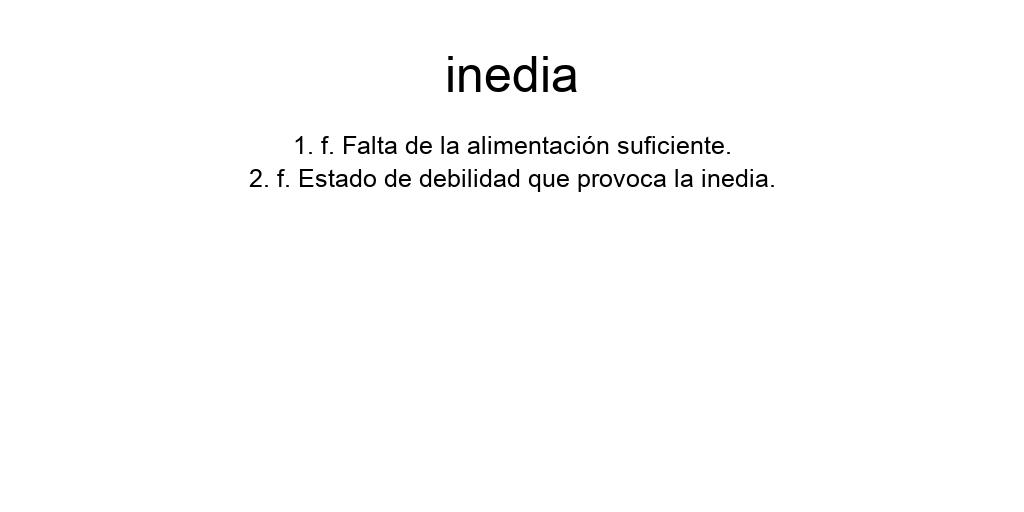 inedia
1. f. Falta de la alimentación suficiente.
2. f. Estado de debilidad que provoca la inedia.